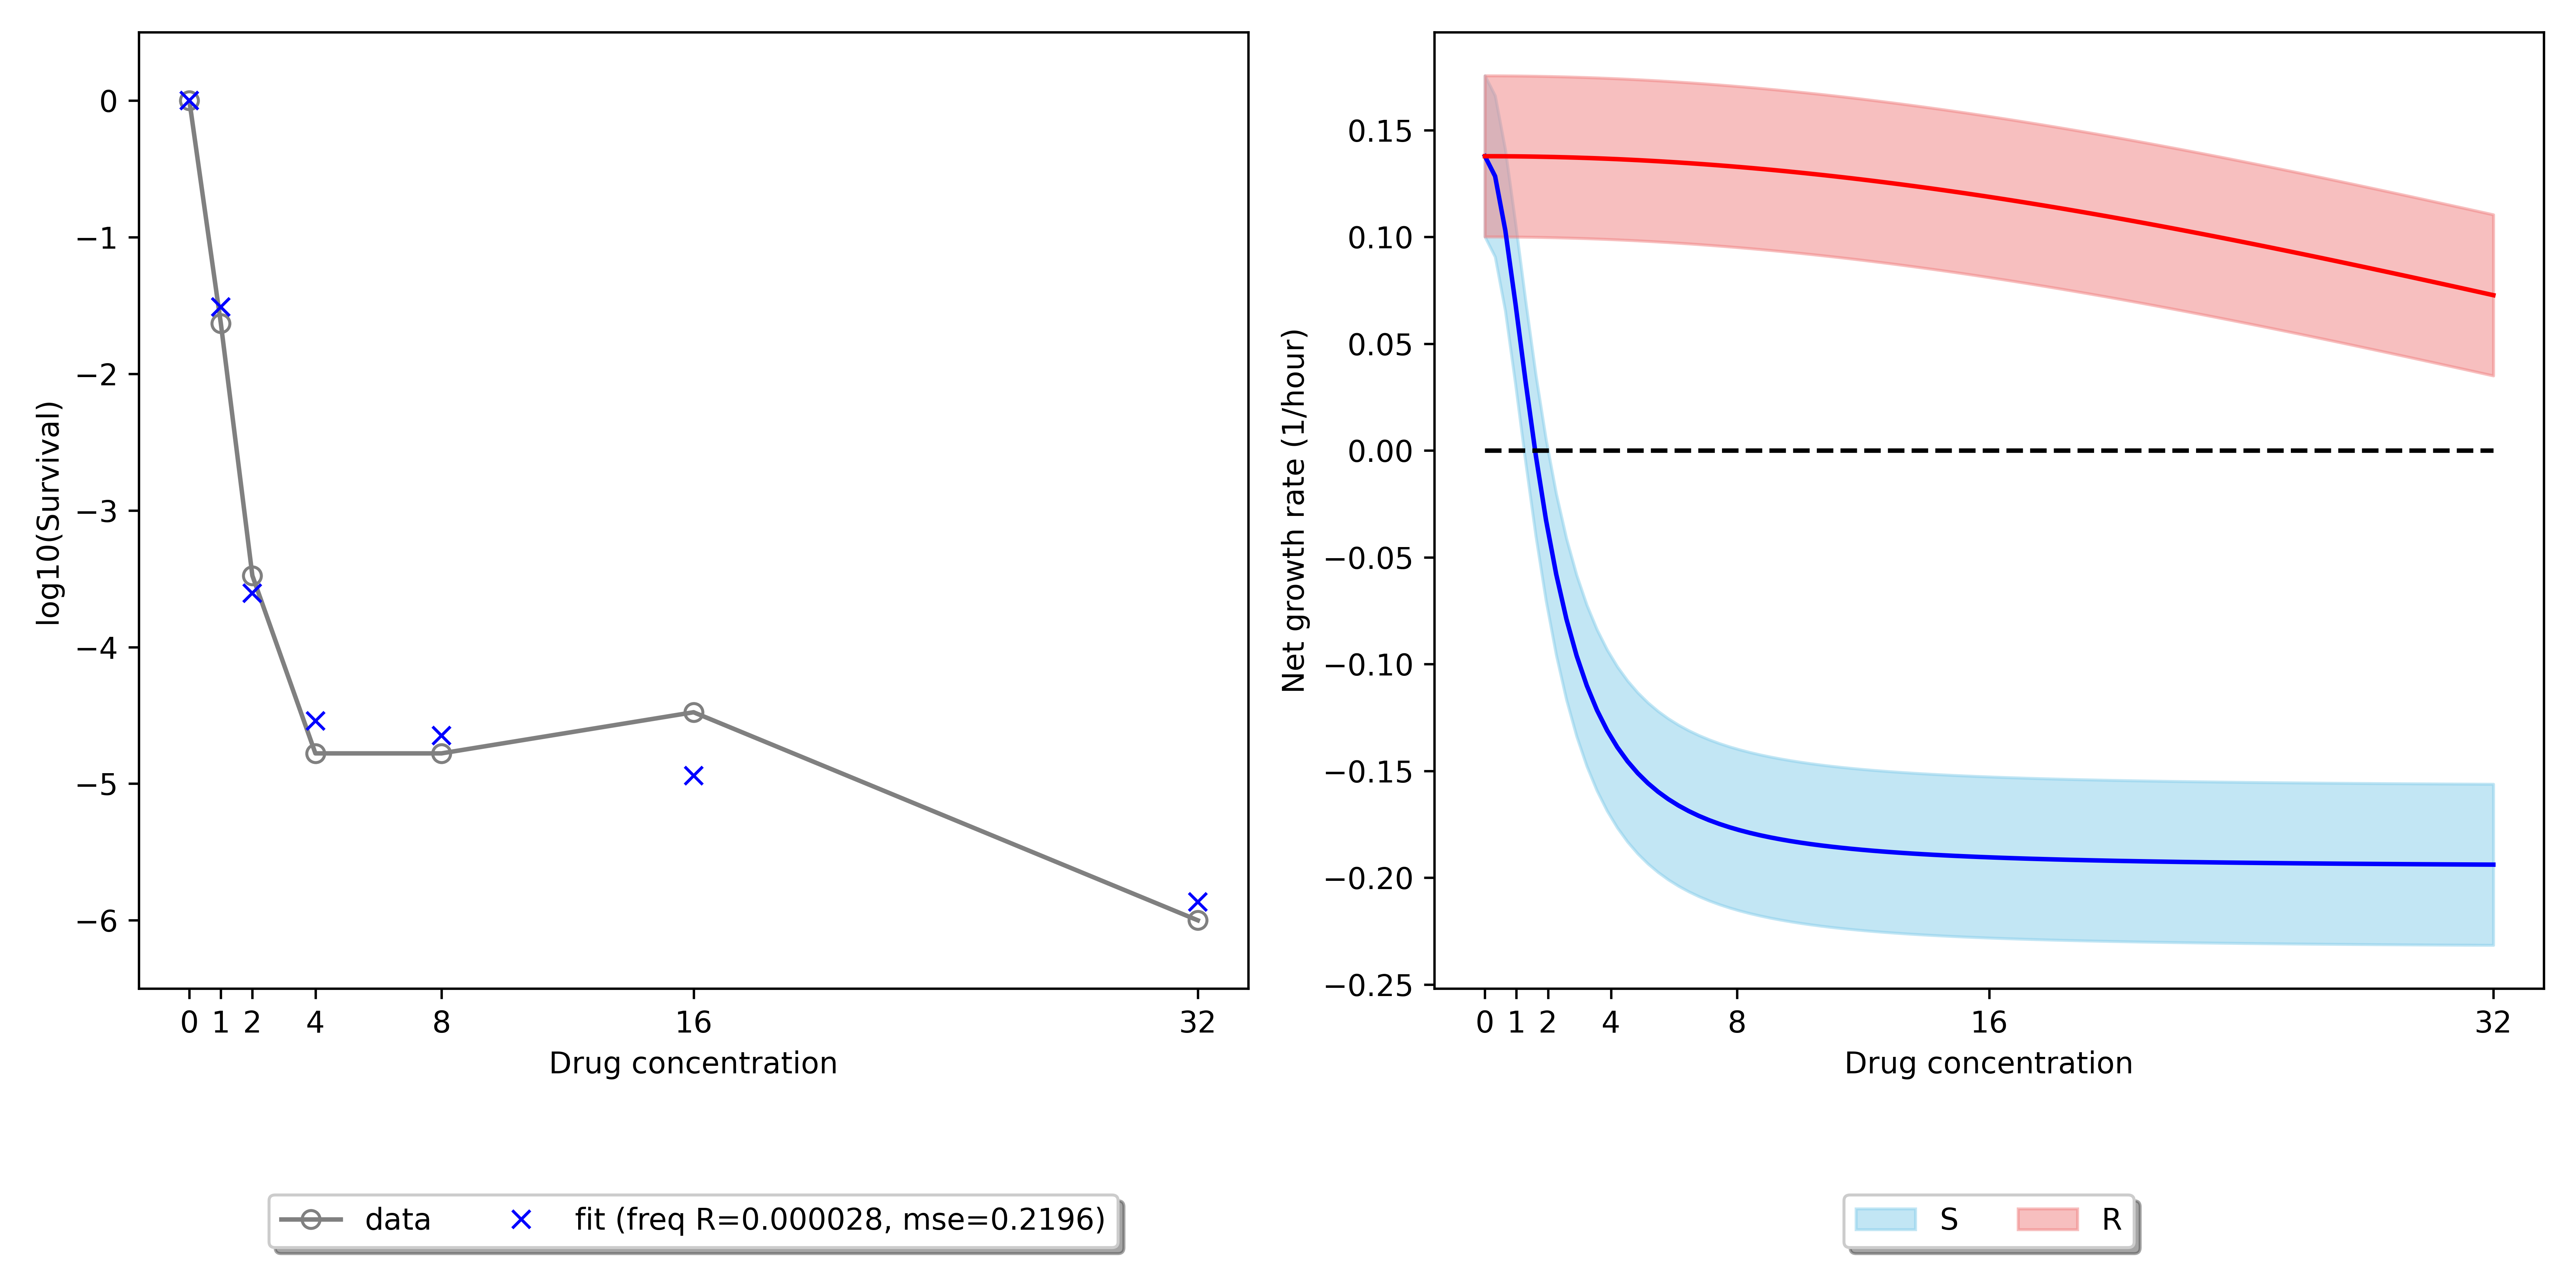 0
−1
−2
−3
−4
−5
−6
log10(Survival)
0 1 2 4 8 16 32
Drug concentration
data fit (freq R=0.000028, mse=0.2196)
0.15
0.10
0.05
0.00
−0.05
−0.10
−0.15
−0.20
−0.25
Net growth rate (1/hour)
0 1 2 4 8 16 32
Drug concentration
S R